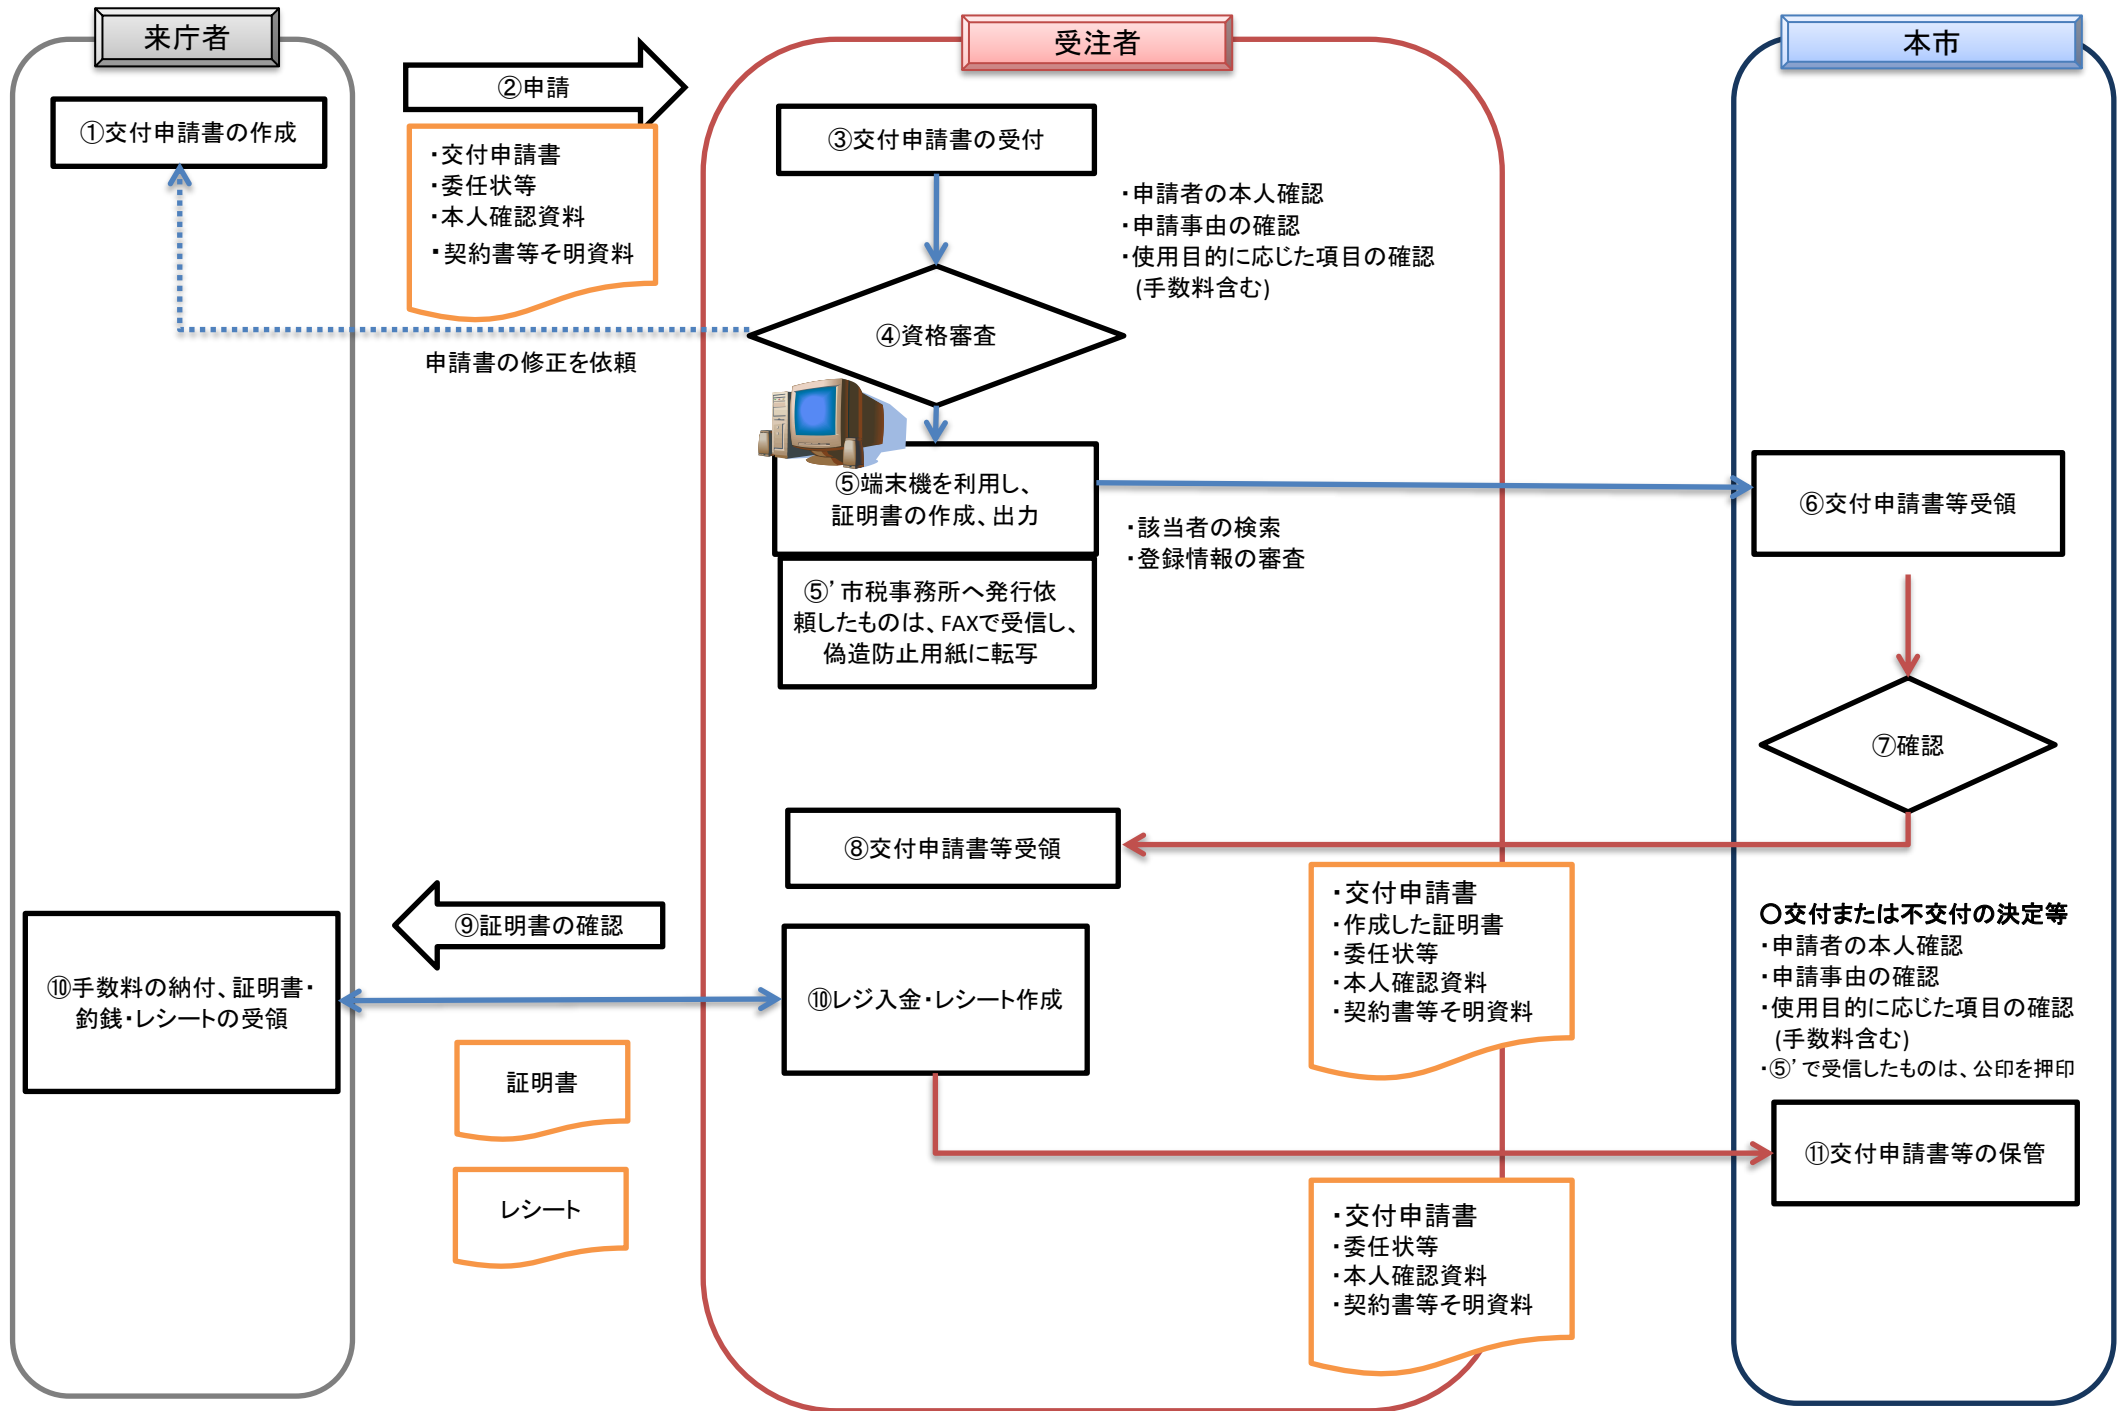 来庁者
受注者
本市
①交付申請書の作成
②申請
・交付申請書
・委任状等
・本人確認資料
・契約書等そ明資料
③交付申請書の受付
・申請者の本人確認
・申請事由の確認
・使用目的に応じた項目の確認
(手数料含む)
④資格審査
申請書の修正を依頼
⑤端末機を利用し、
証明書の作成、出力
・該当者の検索
・登録情報の審査
⑤’市税事務所へ発行依
頼したものは、FAXで受信し、
偽造防止用紙に転写
⑥交付申請書等受領
⑦確認
⑧交付申請書等受領
・交付申請書
・作成した証明書
・委任状等
・本人確認資料
・契約書等そ明資料
○交付または不交付の決定等
・申請者の本人確認
・申請事由の確認
・使用目的に応じた項目の確認
(手数料含む)
・⑤’で受信したものは、公印を押印
⑨証明書の確認
⑩手数料の納付、証明書・
釣銭・レシートの受領
⑩レジ入金・レシート作成
証明書
レシート
⑪交付申請書等の保管
・交付申請書
・委任状等
・本人確認資料
・契約書等そ明資料